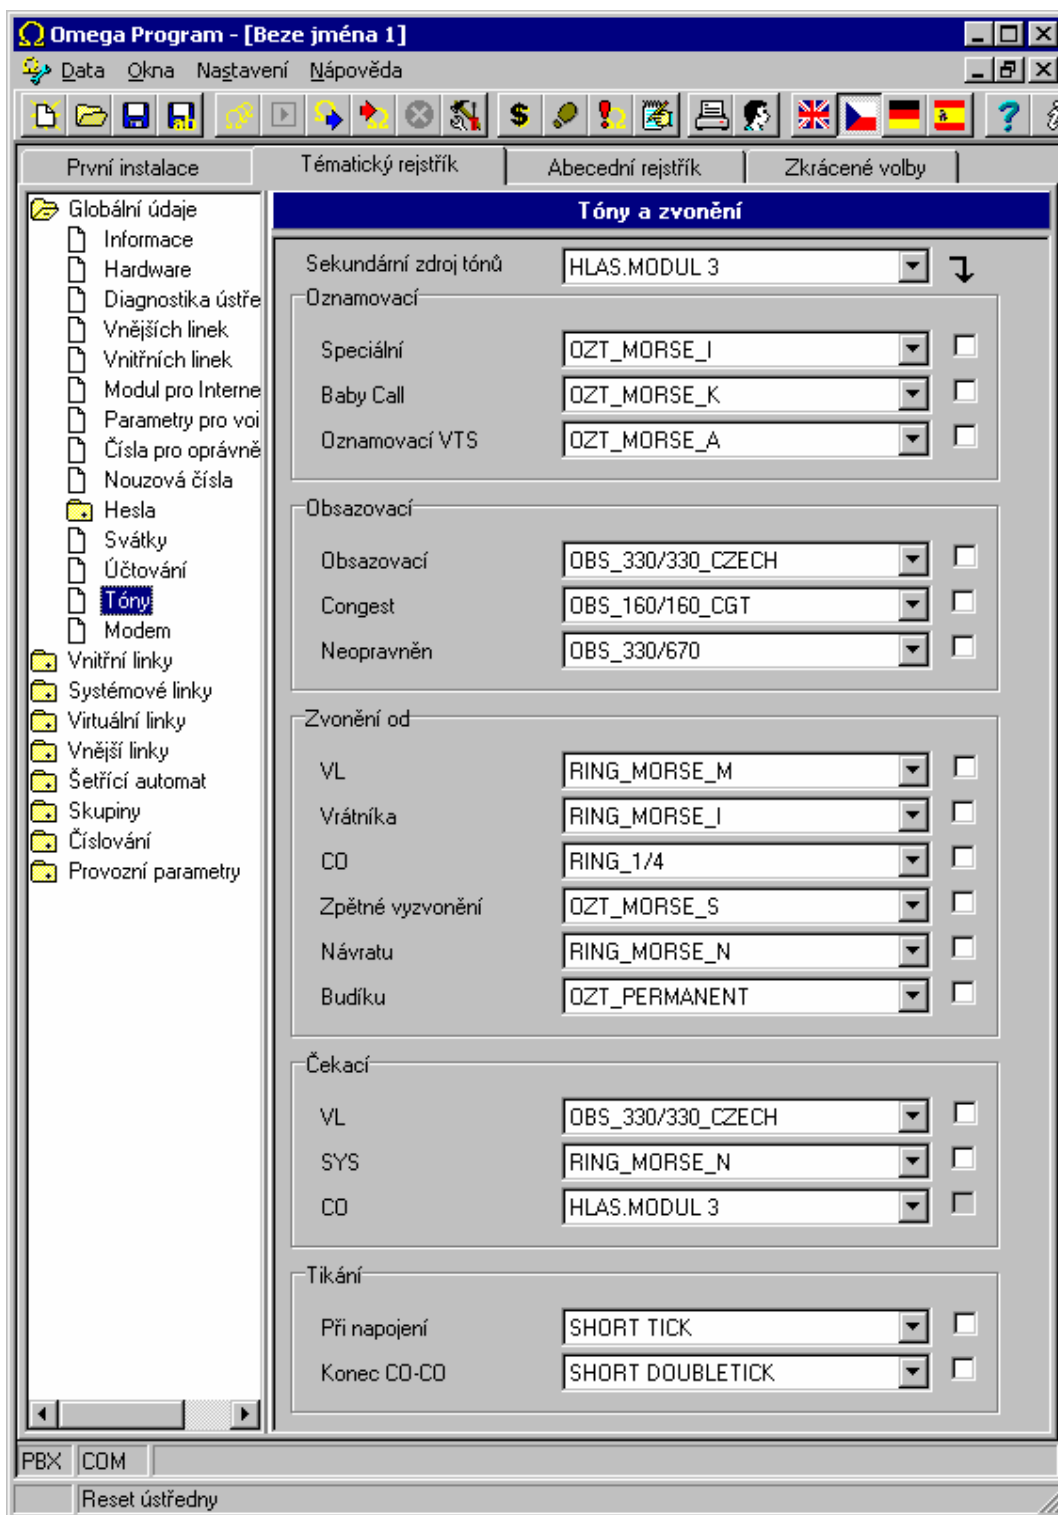 Omega Program - [Beze jména 1]
Data Okna Nastavení Nápověda
První instalace Tématický rejstřík Abecední rejstřík Zkrácené volby
Globální údaje
Informace
Hardware
Diagnostika ústře
Vnějších linek
Vnitřních linek
Modul pro Interne
Parametry pro voi
Čísla pro oprávně
Nouzová čísla
Hesla
Svátky
Účtování
Tóny
Modem
Vnitřní linky
Systémové linky
Virtuální linky
Vnější linky
Šetřící automat
Skupiny
Číslování
Provozní parametry
Tóny a zvonění
Sekundární zdroj tónů HLAS.MODUL 3
Oznamovací
Speciální OZT_MORSE_I
Baby Call OZT_MORSE_K
Oznamovací VTS OZT_MORSE_A
Obsazovací
Obsazovací OBS_330/330_CZECH
Congest OBS_160/160_CGT
Neopravněn OBS_330/670
Zvonění od
VL RING_MORSE_M
Vrátníka RING_MORSE_I
CO RING_1/4
Zpětné vyzvonění OZT_MORSE_S
Návratu RING_MORSE_N
Budíku OZT_PERMANENT
Čekací
VL OBS_330/330_CZECH
SYS RING_MORSE_N
CO HLAS.MODUL 3
Tikání
Při napojení SHORT TICK
Konec CO-CO SHORT DOUBLETICK
PBX COM
Reset ústředny